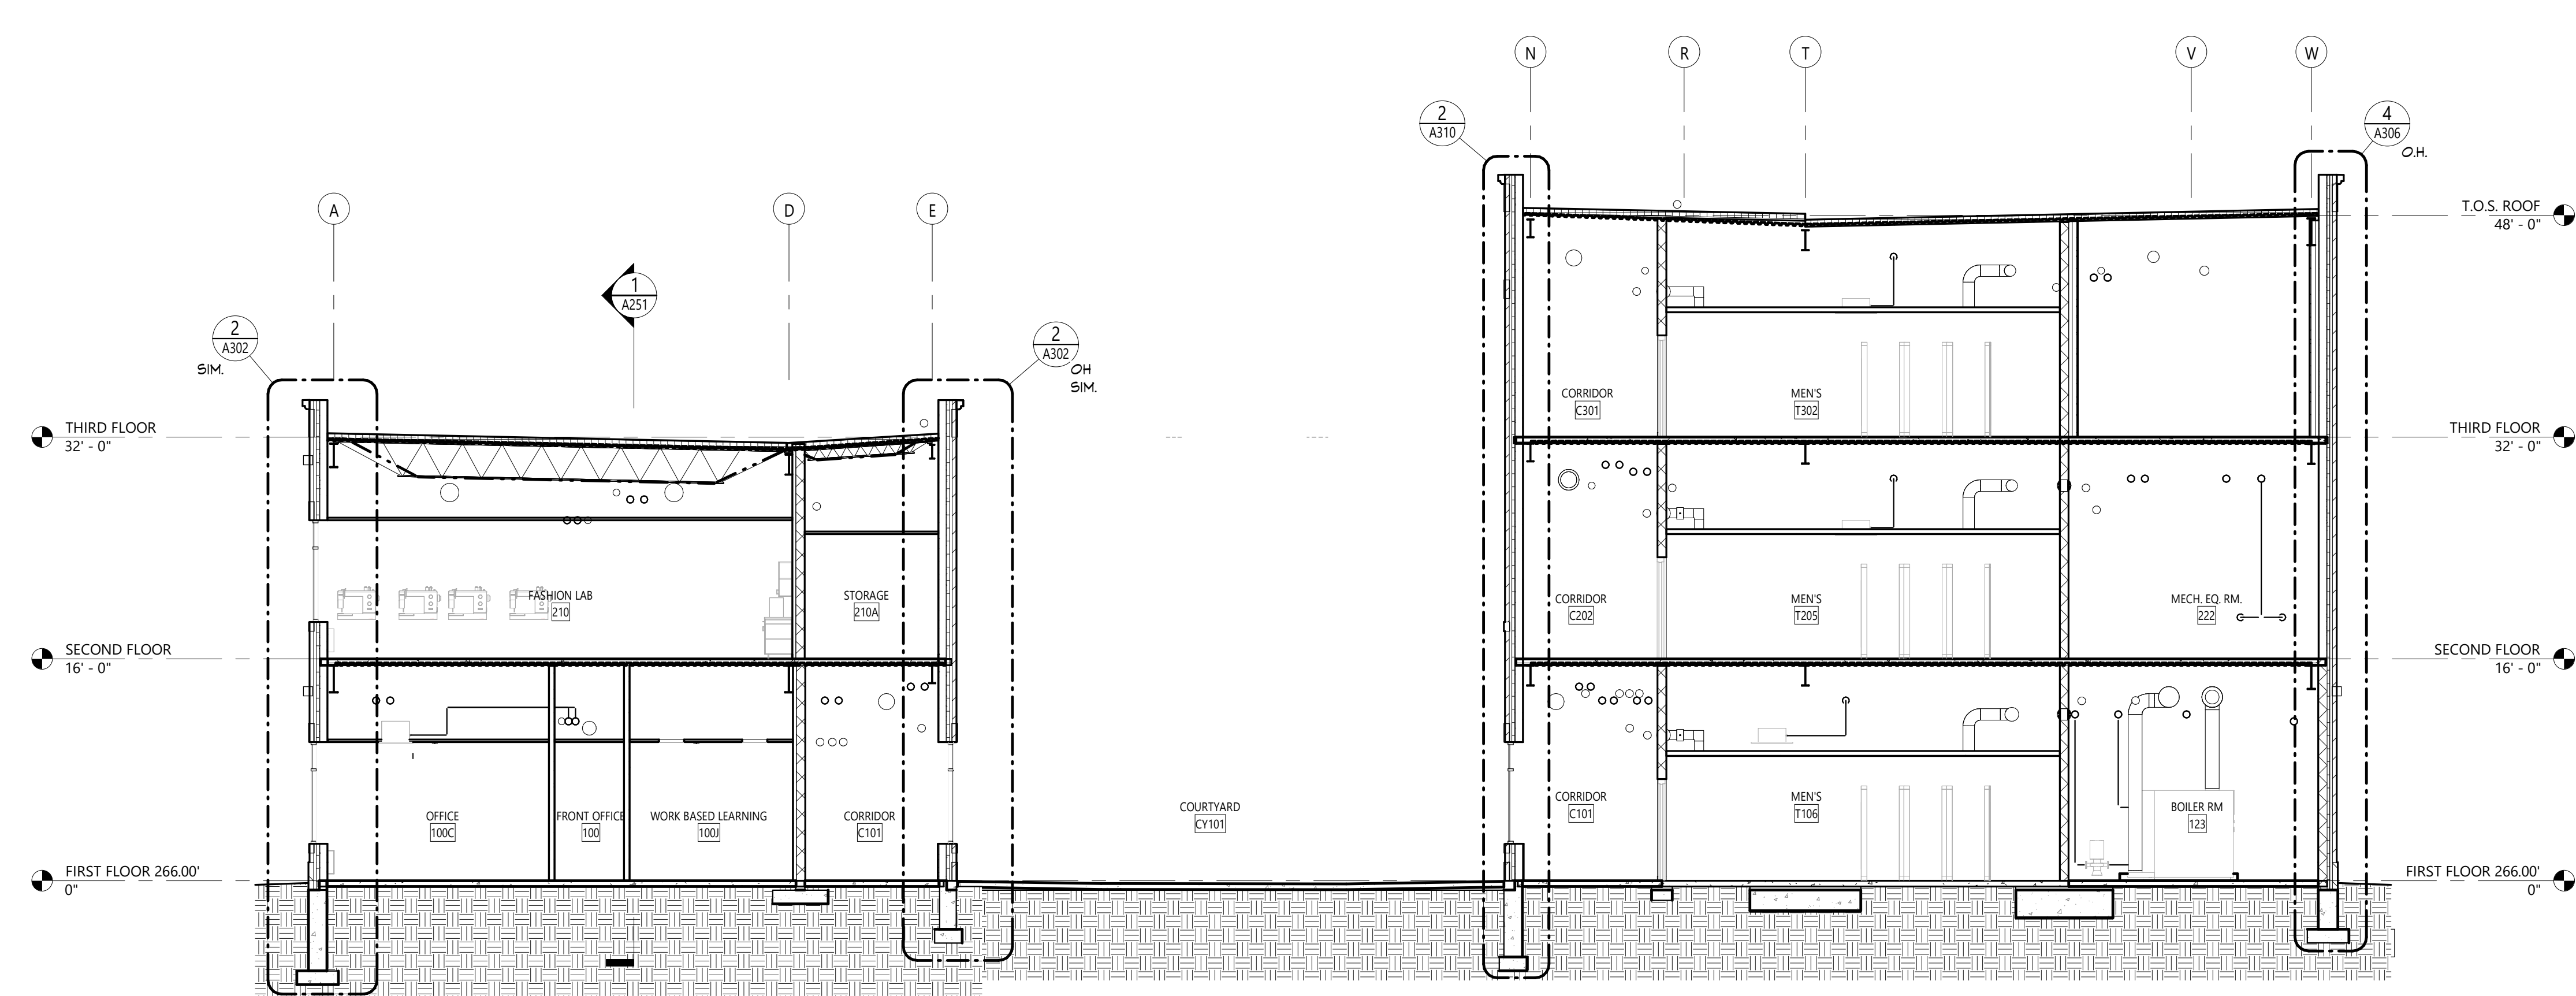 N
R
T
V
W
2
A310
4
A306
O.H.
A
D
E
T.O.S. ROOF
48' - 0"
1
A251
2
A302
SIM.
2
A302
OH
SIM.
CORRIDOR
C301
MEN'S
T302
THIRD FLOOR
32' - 0"
THIRD FLOOR
32' - 0"
FASHION LAB
210
STORAGE
210A
CORRIDOR
C202
MEN'S
T205
MECH. EQ. RM.
222
SECOND FLOOR
16' - 0"
SECOND FLOOR
16' - 0"
OFFICE
100C
FRONT OFFICE
100
WORK BASED LEARNING
100J
CORRIDOR
C101
COURTYARD
CY101
CORRIDOR
C101
MEN'S
T106
BOILER RM
123
FIRST FLOOR 266.00'
0"
FIRST FLOOR 266.00'
0"